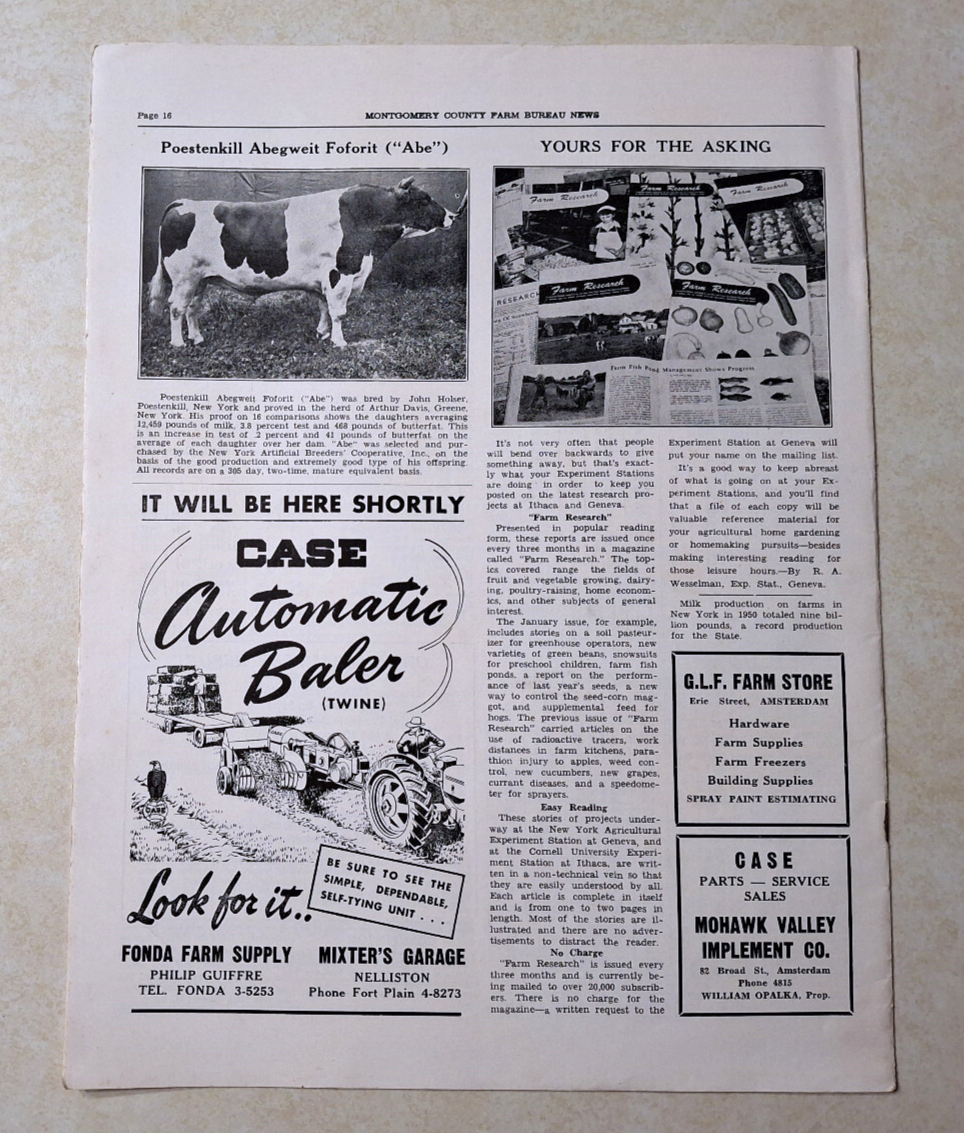 Page 16
MONTGOMERY COUNTY FARM BUREAU NEWS
Poestenkill Abegweit Foforit ("Abe")
Poestenkill Abegweit Foforit ("Abe") was bred by John Holser,
Poestenkill, New York and proved in the herd of Arthur Davis, Greene,
New York. His proof on 16 comparisons shows the daughters averaging
12,459 pounds of milk, 3.8 percent test and 468 pounds of butterfat. This
is an increase in test of .2 percent and 41 pounds of butterfat on the
average of each daughter over her dam "Abe" was selected and pur-
chased by the New York Artificial Breeders' Cooperative, Inc., on the
basis of the good production and extremely good type of his offspring.
All records are on a 305 day, two-time, mature equivalent basis.
IT WILL BE HERE SHORTLY
CASE
Automatic
Baler
(TWINE)
CASE
Look for it..
BE SURE TO SEE THE
SIMPLE, DEPENDABLE,
SELF-TYING UNIT . . .
FONDA FARM SUPPLY
PHILIP GUIFFRE
TEL. FONDA 3-5253
MIXTER'S GARAGE
NELLISTON
Phone Fort Plain 4-8273
YOURS FOR THE ASKING
Farm Research
Farm Research
Farm Research
Farm Research
Farm Research
RESEARCH
Farm Fish Pond Management Shows Progress
It's not very often that people
will bend over backwards to give
something away, but that's exact-
ly what your Experiment Stations
are doing in order to keep you
posted on the latest research pro-
jects at Ithaca and Geneva.
"Farm Research"
Presented in popular reading
form, these reports are issued once
every three months in a magazine
called "Farm Research." The top-
ics covered range the fields of
fruit and vegetable growing, dairy-
ing, poultry-raising, home econom-
ics, and other subjects of general
interest.
The January issue, for example,
includes stories on a soil pasteur-
izer for greenhouse operators, new
varieties of green beans, snowsuits
for preschool children, farm fish
ponds, a report on the perform-
ance of last year's seeds, a new
way to control the seed-corn mag-
got, and supplemental feed for
hogs. The previous issue of "Farm
Research" carried articles on the
use of radioactive tracers, work
distances in farm kitchens, para-
thion injury to apples, weed con-
trol, new cucumbers, new grapes,
currant diseases, and a speedome-
ter for sprayers.
Easy Reading
These stories of projects under-
way at the New York Agricultural
Experiment Station at Geneva, and
at the Cornell University Experi-
ment Station at Ithaca, are writ-
ten in a non-technical vein so that
they are easily understood by all.
Each article is complete in itself
and is from one to two pages in
length. Most of the stories are il-
lustrated and there are no adver-
tisements to distract the reader.
No Charge
"Farm Research" is issued every
three months and is currently be-
ing mailed to over 20,000 subscrib-
ers. There is no charge for the
magazine—a written request to the
Experiment Station at Geneva will
put your name on the mailing list.
It's a good way to keep abreast
of what is going on at your Ex-
periment Stations, and you'll find
that a file of each copy will be
valuable reference material for
your agricultural home gardening
or homemaking pursuits—besides
making interesting reading for
those leisure hours.—By R. A.
Wesselman, Exp. Stat., Geneva.
Milk production on farms in
New York in 1950 totaled nine bil-
lion pounds, a record production
for the State.
G.L.F. FARM STORE
Erie Street, AMSTERDAM
Hardware
Farm Supplies
Farm Freezers
Building Supplies
SPRAY PAINT ESTIMATING
CASE
PARTS — SERVICE
SALES
MOHAWK VALLEY
IMPLEMENT CO.
82 Broad St., Amsterdam
Phone 4815
WILLIAM OPALKA, Prop.